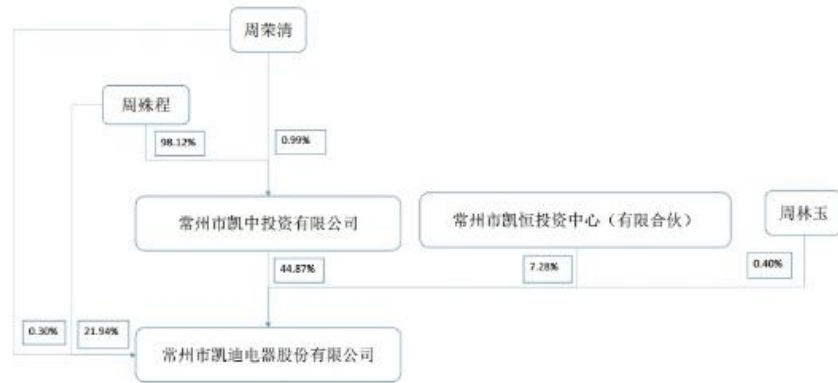 周荣清
周殊程
98.12%
0.99%
常州市凯中投资有限公司
常州市凯恒投资中心（有限合伙）
周林玉
44.87%
7.28%
0.40%
0.30%
21.94%
常州市凯迪电器股份有限公司